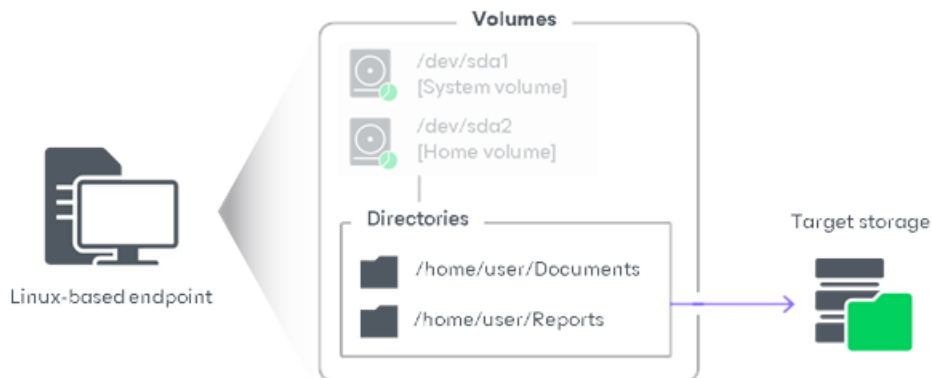 Volumes
/dev/sda1
[System volume]
/dev/sda2
[Home volume]
Directories
/home/user/Documents
/home/user/Reports
Linux-based endpoint
Target storage